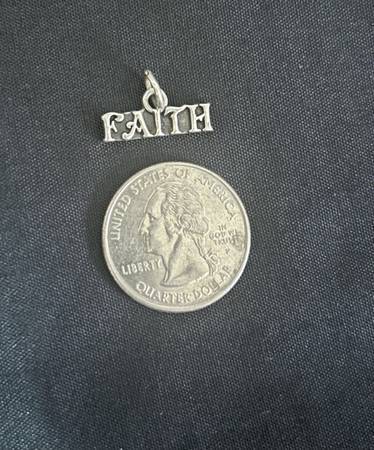 FAITH
UNITED STATES OF AMERICA
LIBERTY
IN
GOD WE
TRUST
QUARTER DOLLAR